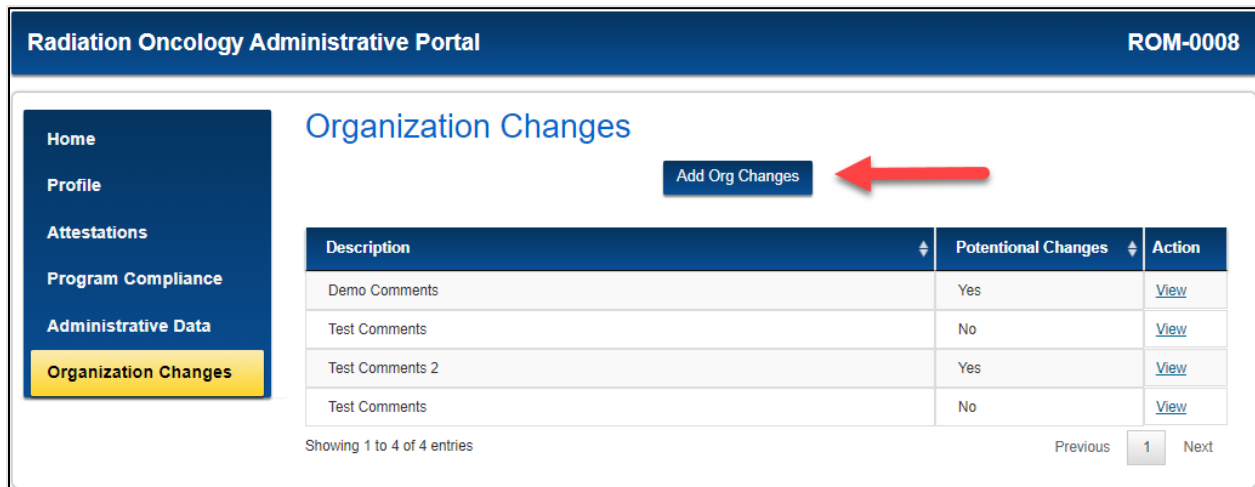 Radiation Oncology Administrative Portal ROM-0008
Home
Profile
Attestations
Program Compliance
Administrative Data
Organization Changes
Organization Changes
Add Org Changes
Description Potentional Changes Action
Demo Comments Yes View
Test Comments No View
Test Comments 2 Yes View
Test Comments No View
Showing 1 to 4 of 4 entries Previous 1 Next